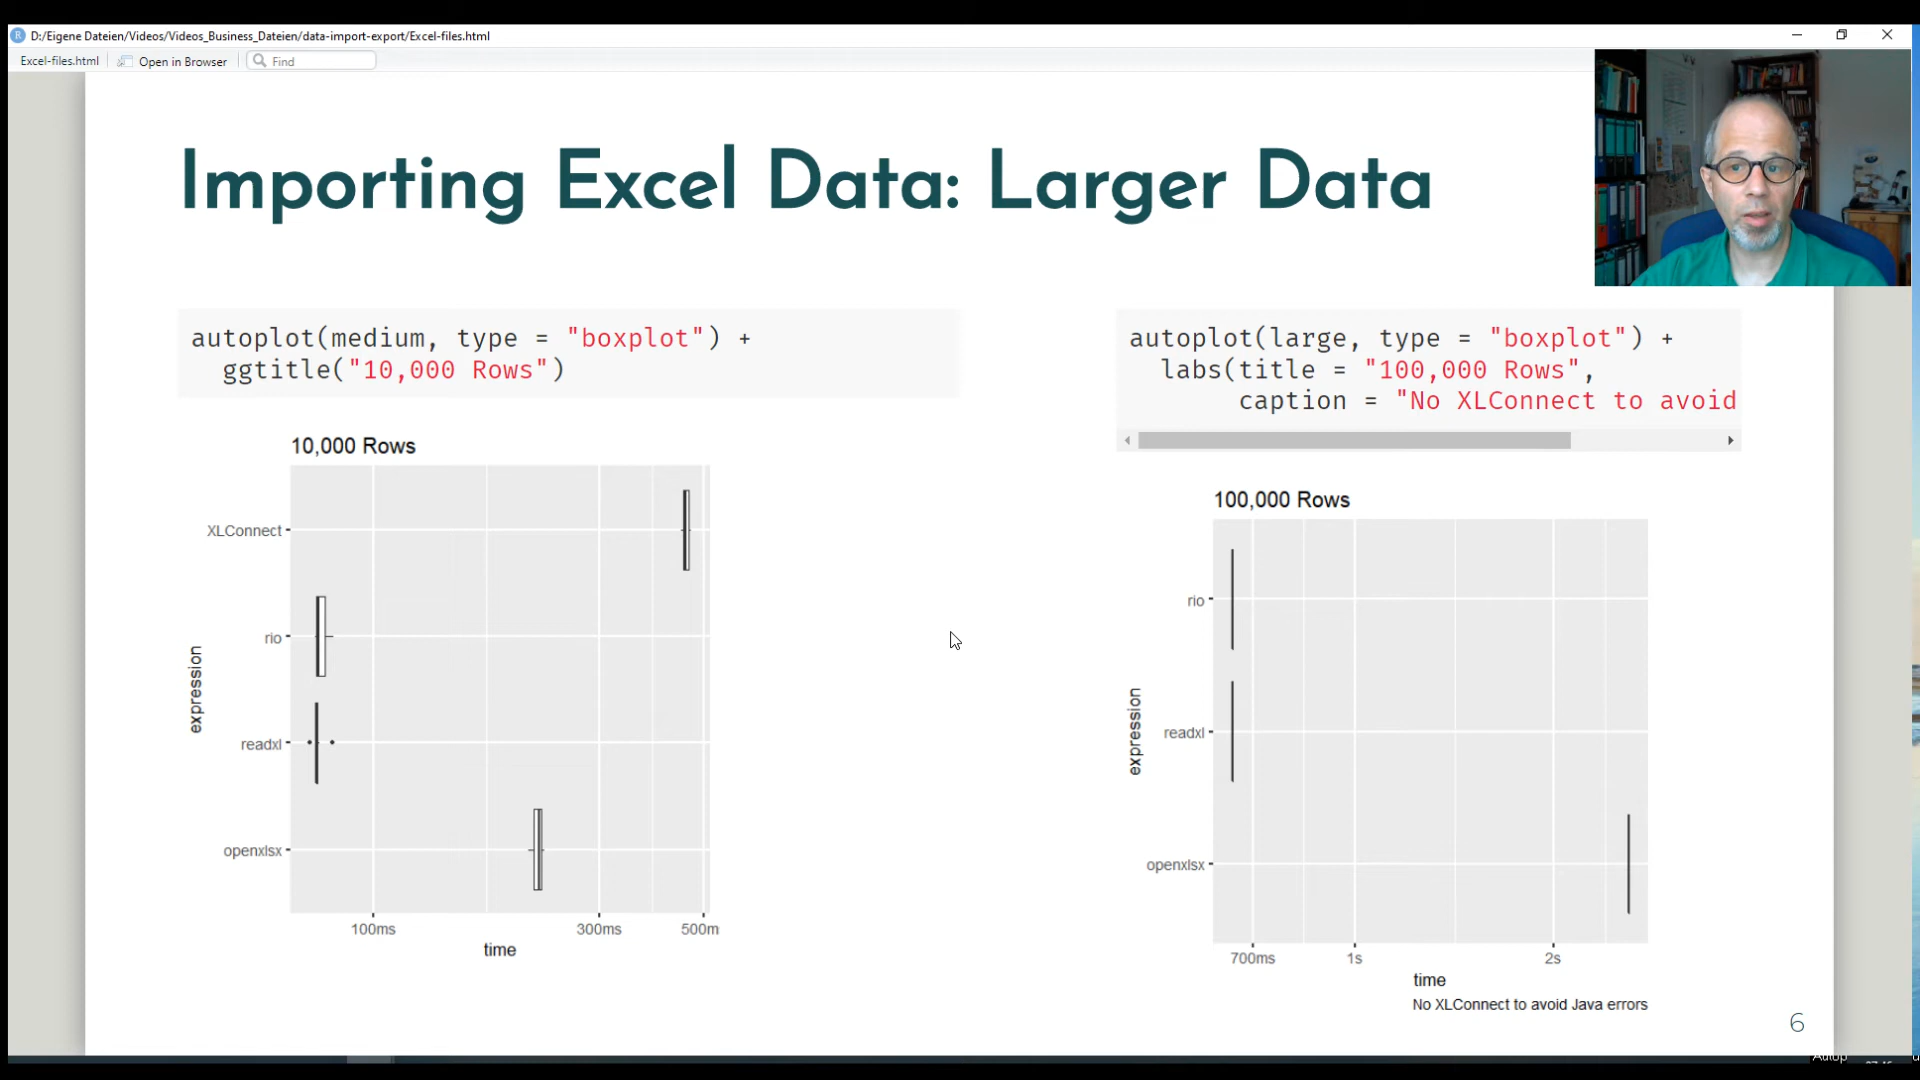 D:/Eigene Dateien/Videos/Videos_Business_Dateien/data-import-export/Excel-files.html
Excel-files.html
Open in Browser
Find
Importing Excel Data: Larger Data
autoplot(medium, type = "boxplot") +
ggtitle("10,000 Rows")
10,000 Rows
XLConnect
rio
readxl
openxlsx
expression
100ms 300ms 500m
time
autoplot(large, type = "boxplot") +
labs(title = "100,000 Rows",
caption = "No XLConnect to avoid
100,000 Rows
rio
readxl
openxlsx
expression
700ms 1s 2s
time
No XLConnect to avoid Java errors
6